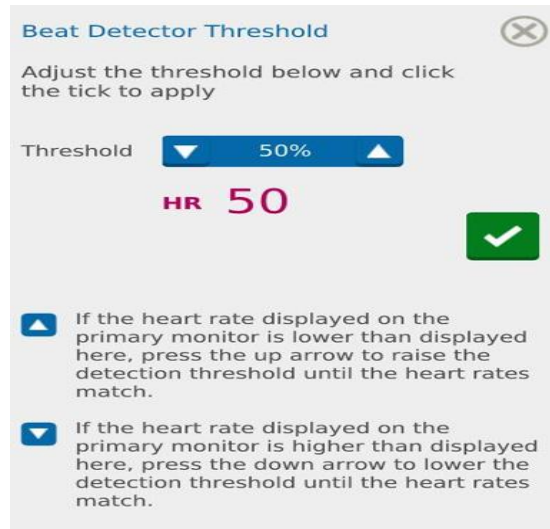 Beat Detector Threshold
Adjust the threshold below and click
the tick to apply
Threshold 50%
HR 50
If the heart rate displayed on the
primary monitor is lower than displayed
here, press the up arrow to raise the
detection threshold until the heart rates
match.
If the heart rate displayed on the
primary monitor is higher than displayed
here, press the down arrow to lower the
detection threshold until the heart rates
match.